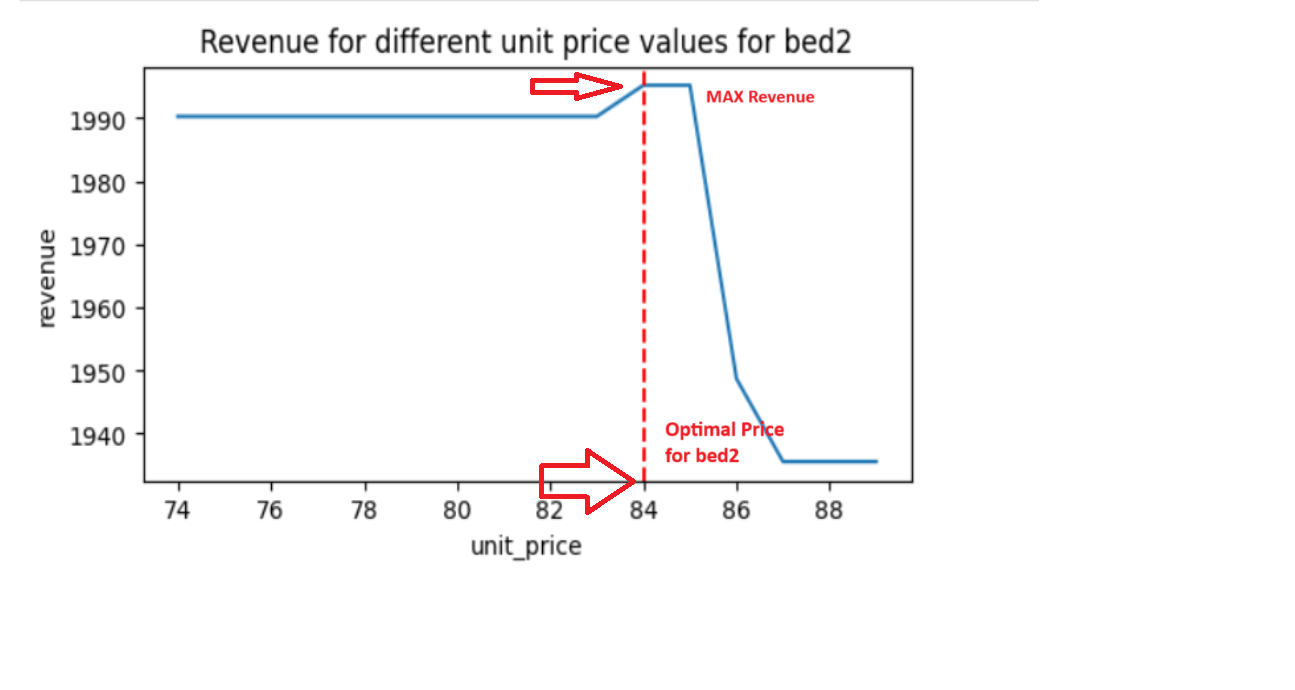 Revenue for different unit price values for bed2
MAX Revenue
1990
1980
1970
1960
1950
1940
revenue
Optimal Price
for bed2
74 76 78 80 82 84 86 88
unit_price